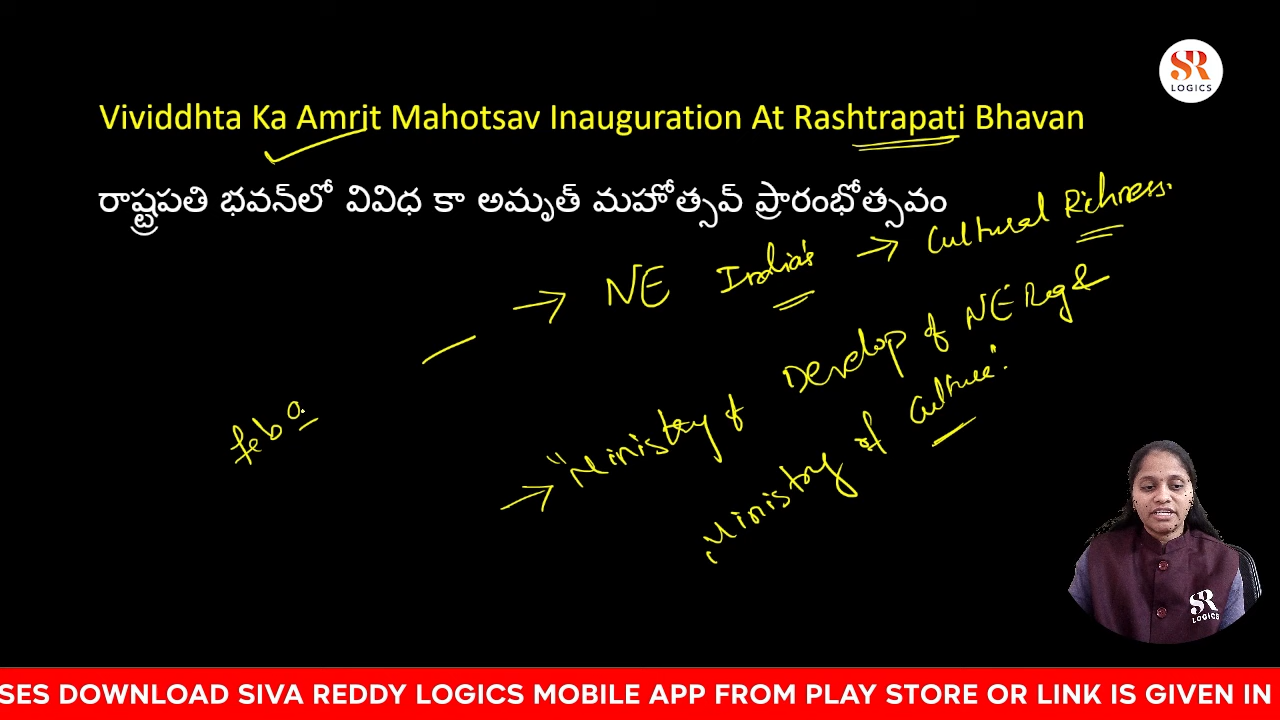 SR
LOGICS
Vividdhta Ka Amrit Mahotsav Inauguration At Rashtrapati Bhavan
రాష్ట్రపతి భవన్‌లో వివిధ కా అమృత్ మహోత్సవ్ ప్రారంభోత్సవం
→ NE India's → Cultural Richness.
→ "Ministry of Develop of NE Reg &
Ministry of Culture".
feb
SR
LOGICS
SES DOWNLOAD SIVA REDDY LOGICS MOBILE APP FROM PLAY STORE OR LINK IS GIVEN IN